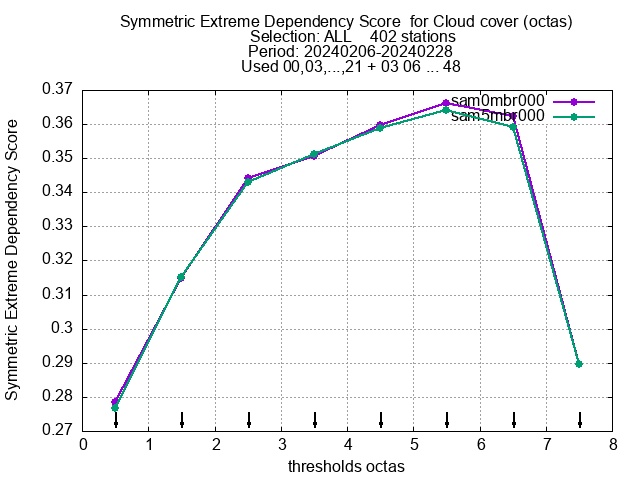 Symmetric Extreme Dependency Score  for Cloud cover (octas)
Selection: ALL    402 stations
Period: 20240206-20240228
Used 00,03,...,21 + 03 06 ... 48
sam0mbr000
sam5mbr000
0.37
0.36
0.35
0.34
0.33
0.32
0.31
0.3
0.29
0.28
0.27
Symmetric Extreme Dependency Score
0 1 2 3 4 5 6 7 8
thresholds octas